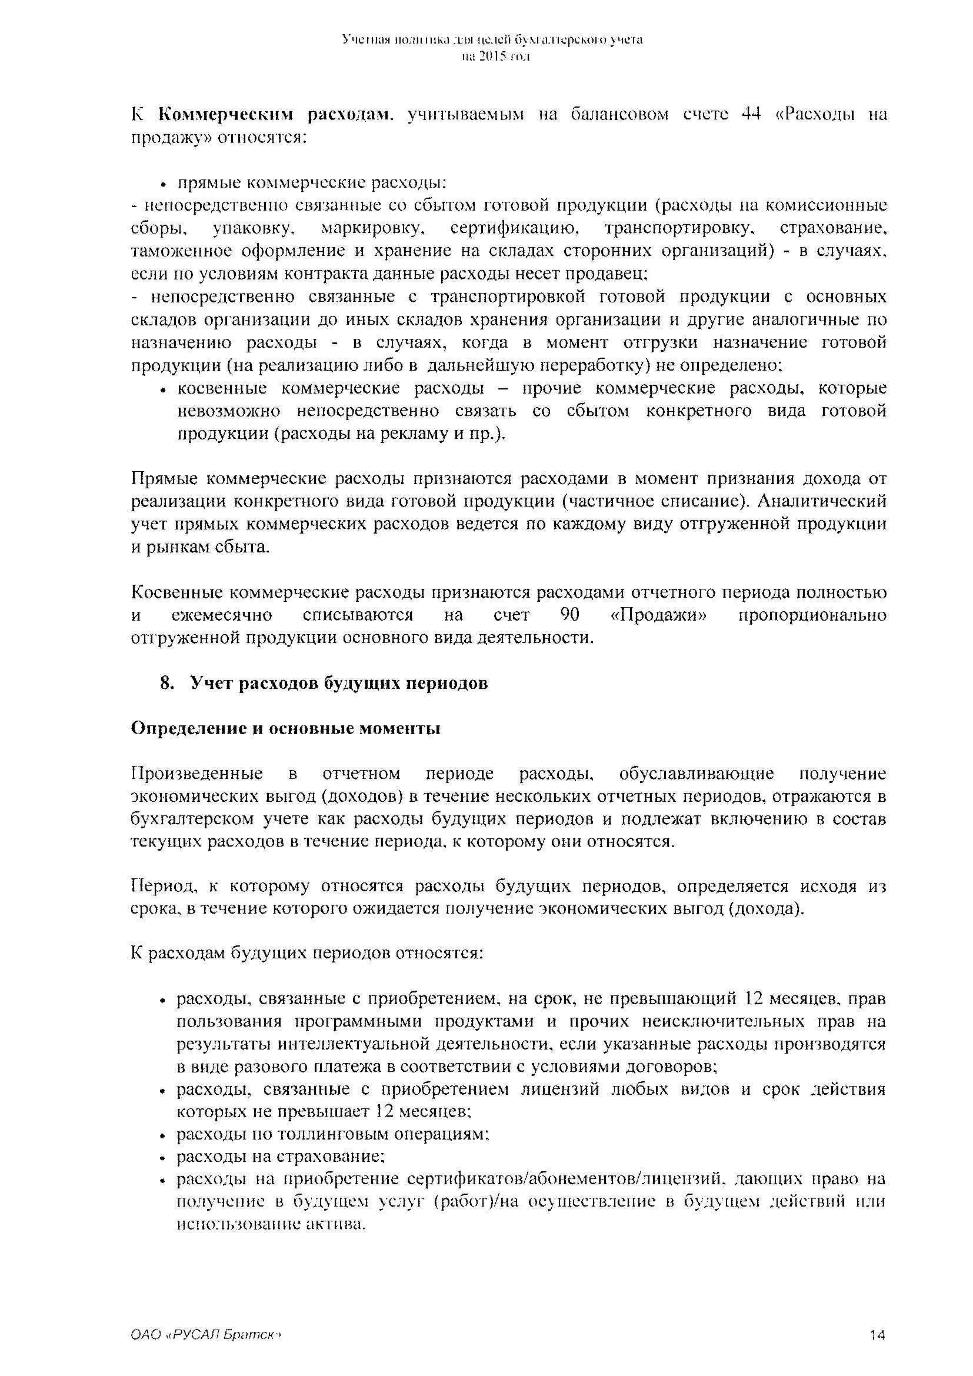 Учетная политика для целей бухгалтерского учета
на 2015 год
К Коммерческим расходам, учитываемым на балансовом счете 44 «Расходы на
продажу» относятся:
• прямые коммерческие расходы:
- непосредственно связанные со сбытом готовой продукции (расходы на комиссионные
сборы, упаковку, маркировку, сертификацию, транспортировку, страхование,
таможенное оформление и хранение на складах сторонних организаций) - в случаях,
если по условиям контракта данные расходы несет продавец;
- непосредственно связанные с транспортировкой готовой продукции с основных
складов организации до иных складов хранения организации и другие аналогичные по
назначению расходы - в случаях, когда в момент отгрузки назначение готовой
продукции (на реализацию либо в дальнейшую переработку) не определено;
• косвенные коммерческие расходы – прочие коммерческие расходы, которые
невозможно непосредственно связать со сбытом конкретного вида готовой
продукции (расходы на рекламу и пр.).
Прямые коммерческие расходы признаются расходами в момент признания дохода от
реализации конкретного вида готовой продукции (частичное списание). Аналитический
учет прямых коммерческих расходов ведется по каждому виду отгруженной продукции
и рынкам сбыта.
Косвенные коммерческие расходы признаются расходами отчетного периода полностью
и ежемесячно списываются на счет 90 «Продажи» пропорционально
отгруженной продукции основного вида деятельности.
8. Учет расходов будущих периодов
Определение и основные моменты
Произведенные в отчетном периоде расходы, обуславливающие получение
экономических выгод (доходов) в течение нескольких отчетных периодов, отражаются в
бухгалтерском учете как расходы будущих периодов и подлежат включению в состав
текущих расходов в течение периода, к которому они относятся.
Период, к которому относятся расходы будущих периодов, определяется исходя из
срока, в течение которого ожидается получение экономических выгод (дохода).
К расходам будущих периодов относятся:
• расходы, связанные с приобретением, на срок, не превышающий 12 месяцев, прав
пользования программными продуктами и прочих неисключительных прав на
результаты интеллектуальной деятельности, если указанные расходы производятся
в виде разового платежа в соответствии с условиями договоров;
• расходы, связанные с приобретением лицензий любых видов и срок действия
которых не превышает 12 месяцев;
• расходы по толлинговым операциям;
• расходы на страхование;
• расходы на приобретение сертификатов/абонементов/лицензий, дающих право на
получение в будущем услуг (работ)/на осуществление в будущем действий или
использование актива.
ОАО «РУСАЛ Братск»
14